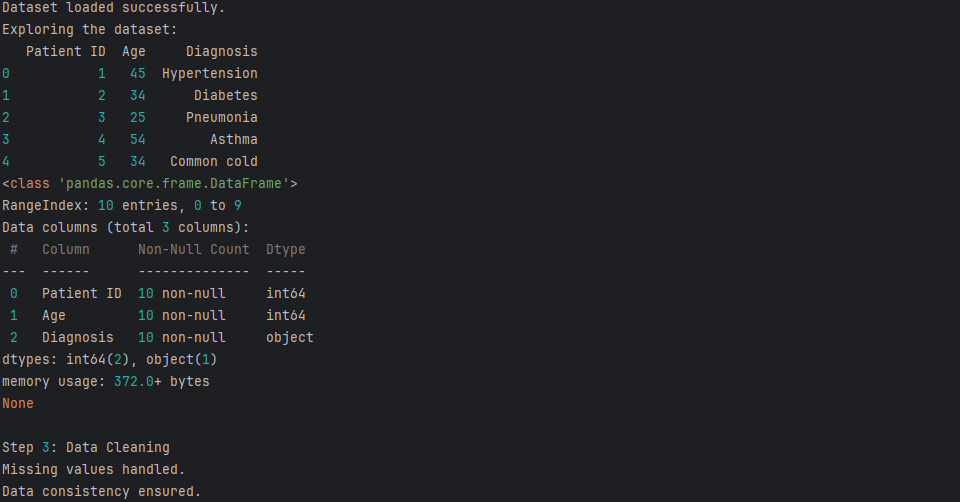 Dataset loaded successfully.
Exploring the dataset:
   Patient ID  Age     Diagnosis
0           1   45  Hypertension
1           2   34      Diabetes
2           3   25     Pneumonia
3           4   54        Asthma
4           5   34   Common cold
<class 'pandas.core.frame.DataFrame'>
RangeIndex: 10 entries, 0 to 9
Data columns (total 3 columns):
 #   Column      Non-Null Count  Dtype
---  ------      --------------  -----
 0   Patient ID  10 non-null     int64
 1   Age         10 non-null     int64
 2   Diagnosis   10 non-null     object
dtypes: int64(2), object(1)
memory usage: 372.0+ bytes
None

Step 3: Data Cleaning
Missing values handled.
Data consistency ensured.